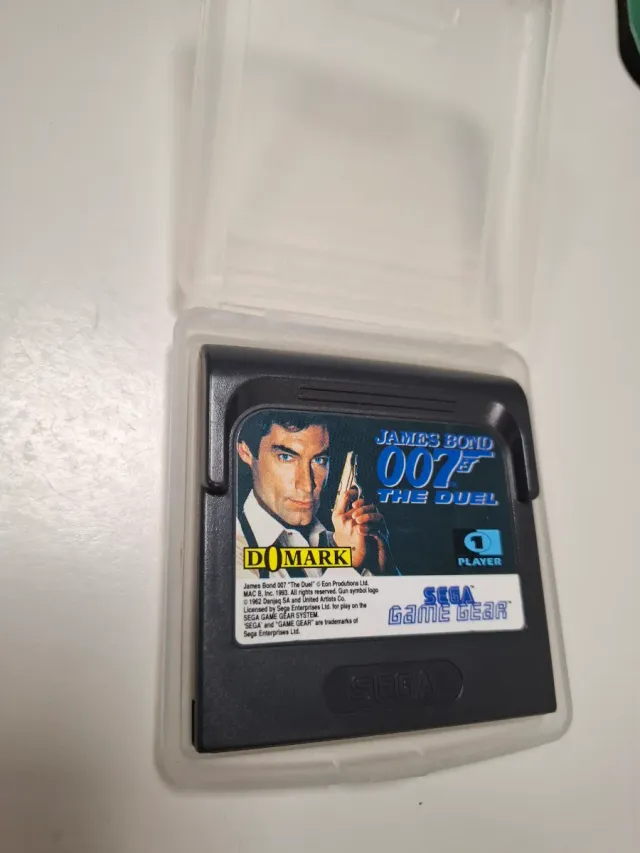 JAMES BOND
007
THE DUEL
DOMARK
1
PLAYER
James Bond 007 "The Duel" © Eon Produtions Ltd.
MAC B, Inc. 1993. All rights reserved. Gun symbol logo
© 1962 Danjaq SA and United Artists Co.
Licensed by Sega Enterprises Ltd. for play on the
SEGA GAME GEAR SYSTEM.
'SEGA' and "GAME GEAR" are trademarks of
Sega Enterprises Ltd.
SEGA
GAME GEAR
SEGA